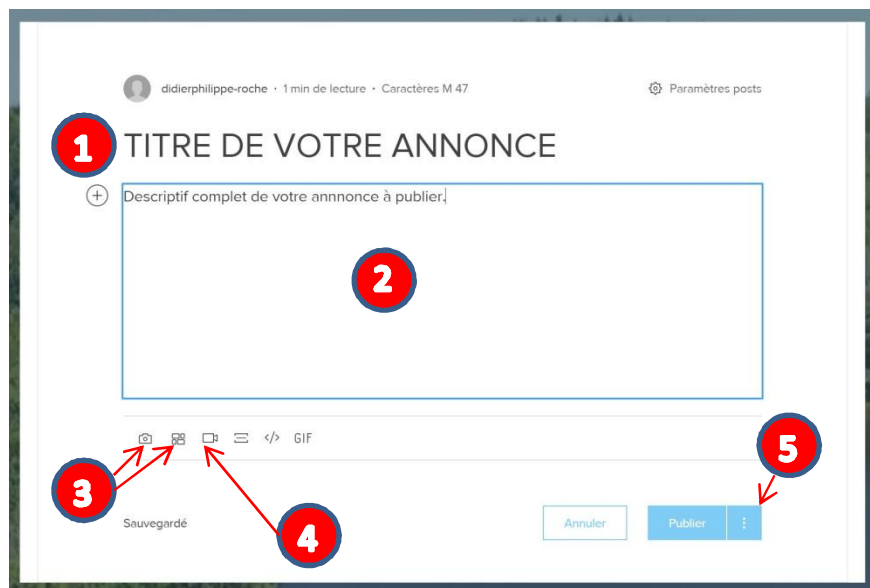 didierphilippe-roche · 1 min de lecture · Caractères M 47
Paramètres posts
1
TITRE DE VOTRE ANNONCE
Descriptif complet de votre annnonce à publier.
2
</> GIF
3
4
5
Sauvegardé
Annuler
Publier